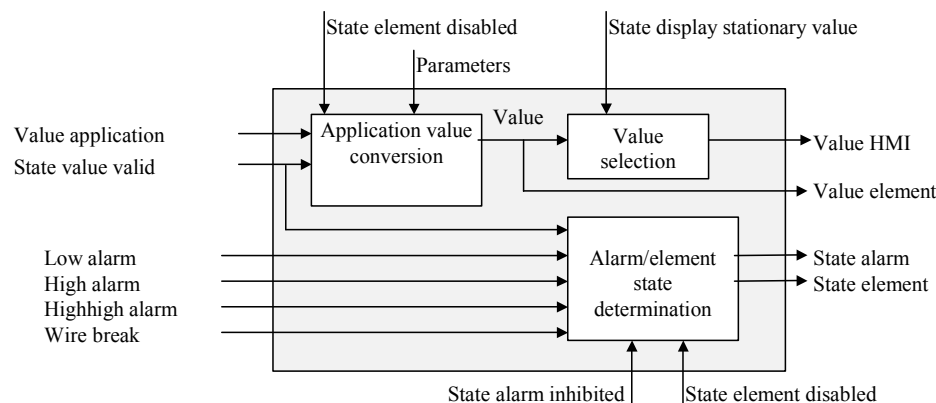 State element disabled
State display stationary value
Parameters
Value application
State value valid
Application value
conversion
Value
Value
selection
Value HMI
Value element
Low alarm
High alarm
Highhigh alarm
Wire break
Alarm/element
state
determination
State alarm
State element
State alarm inhibited
State element disabled